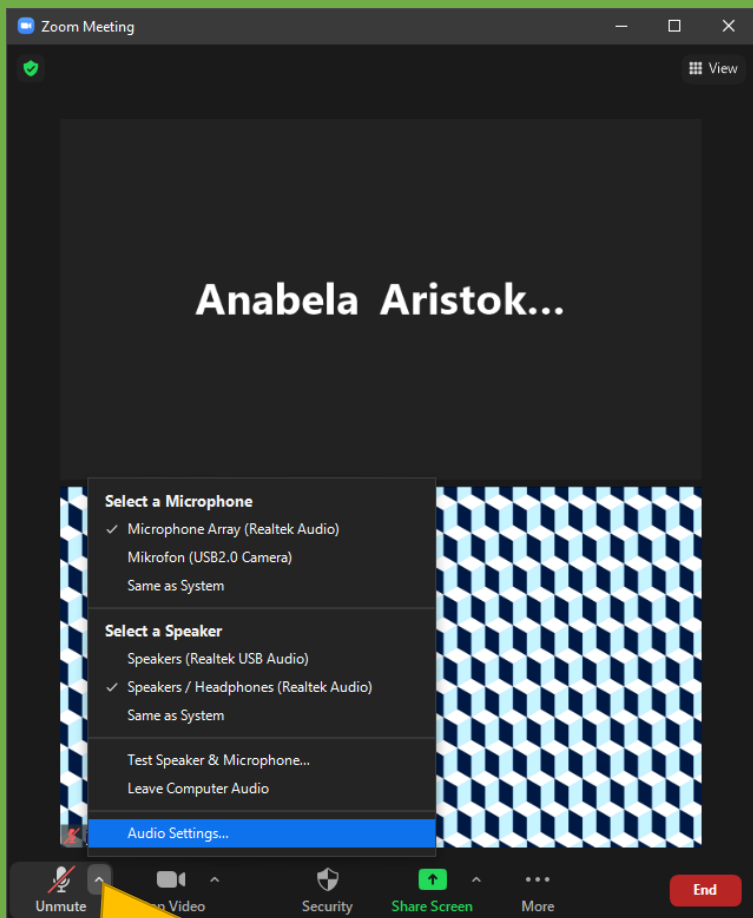 Zoom Meeting
View
Anabela Aristok...
Select a Microphone
Microphone Array (Realtek Audio)
Mikrofon (USB2.0 Camera)
Same as System
Select a Speaker
Speakers (Realtek USB Audio)
Speakers / Headphones (Realtek Audio)
Same as System
Test Speaker & Microphone...
Leave Computer Audio
Audio Settings...
Unmute
Video
Security
Share Screen
More
End